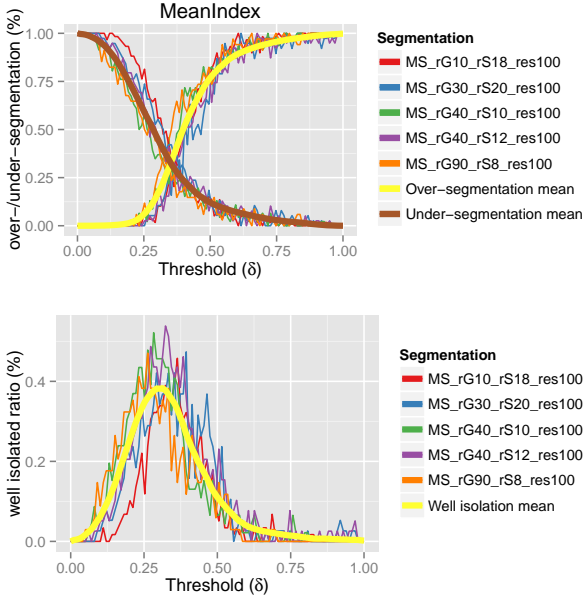 MeanIndex
over−/under−segmentation (%)
1.00
0.75
0.50
0.25
0.00
0.00 0.25 0.50 0.75 1.00
Threshold (δ)
Segmentation
MS_rG10_rS18_res100
MS_rG30_rS20_res100
MS_rG40_rS10_res100
MS_rG40_rS12_res100
MS_rG90_rS8_res100
Over−segmentation mean
Under−segmentation mean
well isolated ratio (%)
0.4
0.2
0.0
0.00 0.25 0.50 0.75 1.00
Threshold (δ)
Segmentation
MS_rG10_rS18_res100
MS_rG30_rS20_res100
MS_rG40_rS10_res100
MS_rG40_rS12_res100
MS_rG90_rS8_res100
Well isolation mean